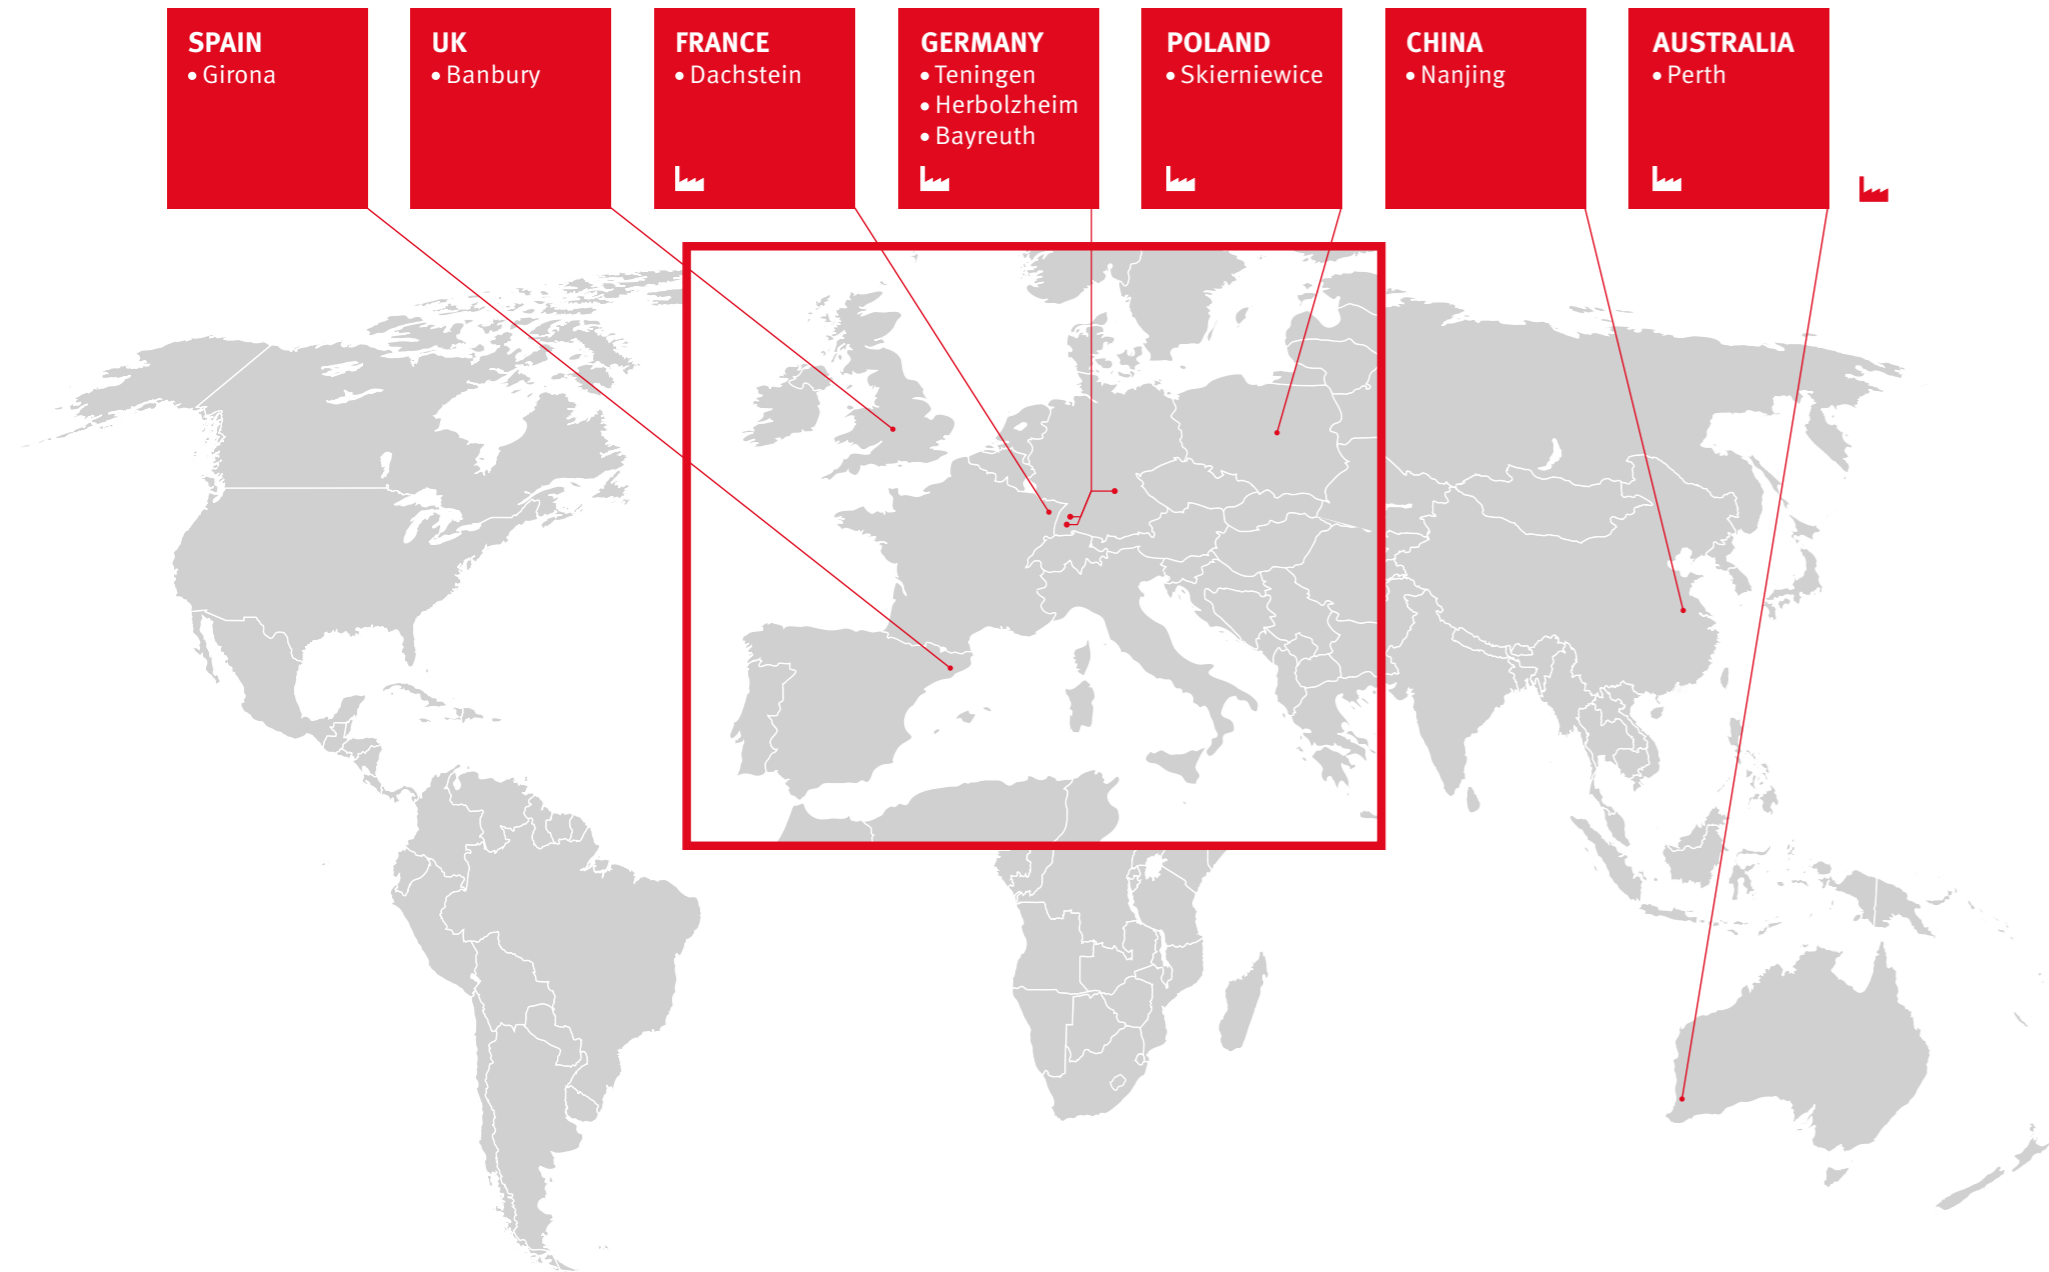 SPAIN
• Girona
UK
• Banbury
FRANCE
• Dachstein
GERMANY
• Teningen
• Herbolzheim
• Bayreuth
POLAND
• Skierniewice
CHINA
• Nanjing
AUSTRALIA
• Perth